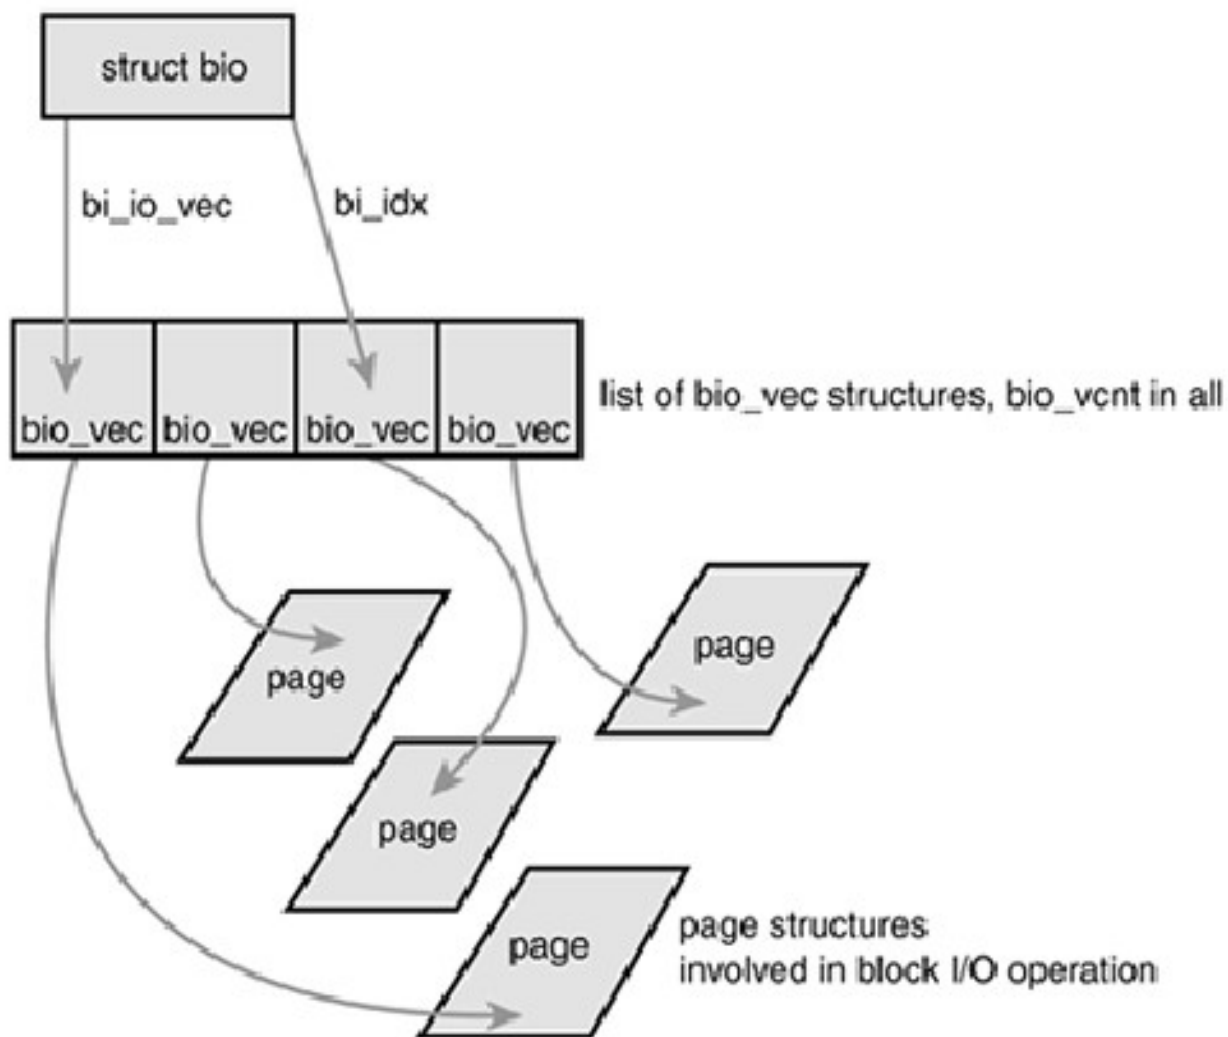 struct bio
bi_io_vec
bi_idx
bio_vec
bio_vec
bio_vec
bio_vec
list of bio_vec structures, bio_vcnt in all
page
page
page
page
page structures
involved in block I/O operation